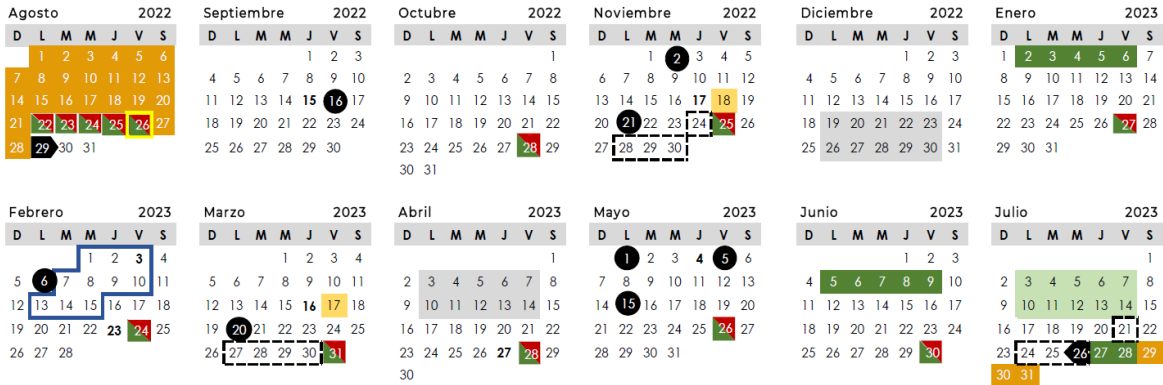 Agosto 2022
D L M M J V S
1 2 3 4 5 6
7 8 9 10 11 12 13
14 15 16 17 18 19 20
21 22 23 24 25 26 27
28 29 30 31
Septiembre 2022
D L M M J V S
1 2 3
4 5 6 7 8 9 10
11 12 13 14 15 16 17
18 19 20 21 22 23 24
25 26 27 28 29 30
Octubre 2022
D L M M J V S
1
2 3 4 5 6 7 8
9 10 11 12 13 14 15
16 17 18 19 20 21 22
23 24 25 26 27 28 29
30 31
Noviembre 2022
D L M M J V S
1 2 3 4 5
6 7 8 9 10 11 12
13 14 15 16 17 18 19
20 21 22 23 24 25 26
27 28 29 30
Diciembre 2022
D L M M J V S
1 2 3
4 5 6 7 8 9 10
11 12 13 14 15 16 17
18 19 20 21 22 23 24
25 26 27 28 29 30 31
Enero 2023
D L M M J V S
1 2 3 4 5 6 7
8 9 10 11 12 13 14
15 16 17 18 19 20 21
22 23 24 25 26 27 28
29 30 31
Febrero 2023
D L M M J V S
1 2 3 4
5 6 7 8 9 10 11
12 13 14 15 16 17 18
19 20 21 22 23 24 25
26 27 28
Marzo 2023
D L M M J V S
1 2 3 4
5 6 7 8 9 10 11
12 13 14 15 16 17 18
19 20 21 22 23 24 25
26 27 28 29 30 31
Abril 2023
D L M M J V S
1
2 3 4 5 6 7 8
9 10 11 12 13 14 15
16 17 18 19 20 21 22
23 24 25 26 27 28 29
30
Mayo 2023
D L M M J V S
1 2 3 4 5 6
7 8 9 10 11 12 13
14 15 16 17 18 19 20
21 22 23 24 25 26 27
28 29 30 31
Junio 2023
D L M M J V S
1 2 3
4 5 6 7 8 9 10
11 12 13 14 15 16 17
18 19 20 21 22 23 24
25 26 27 28 29 30
Julio 2023
D L M M J V S
1
2 3 4 5 6 7 8
9 10 11 12 13 14 15
16 17 18 19 20 21 22
23 24 25 26 27 28 29
30 31